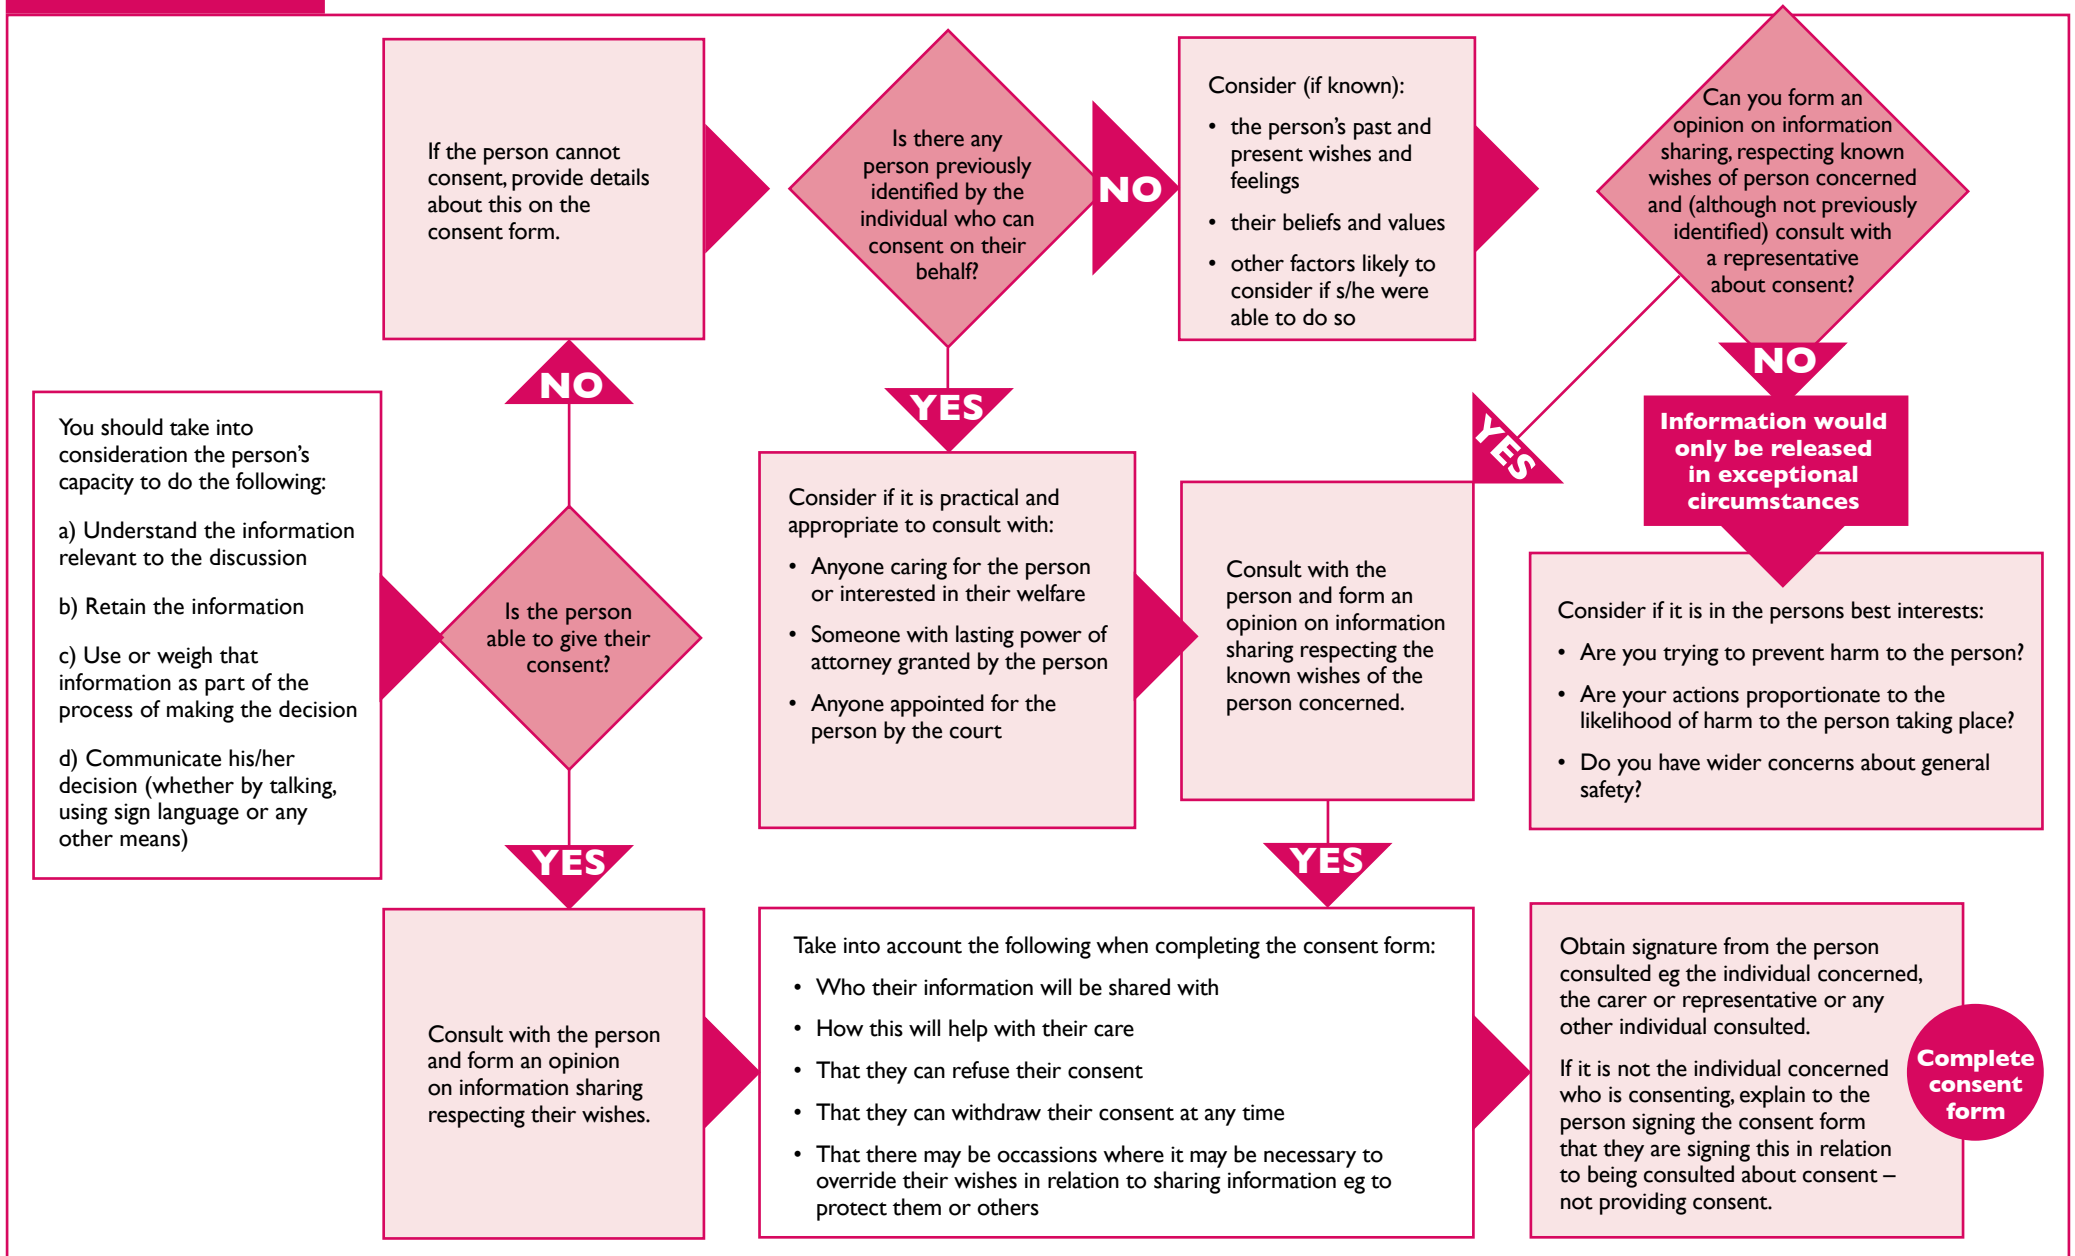 If the person cannot
consent, provide details
about this on the
consent form.
Is there any
person previously
identified by the
individual who can
consent on their
behalf?
NO
Consider (if known):
• the person's past and
present wishes and
feelings
• their beliefs and values
• other factors likely to
consider if s/he were
able to do so
Can you form an
opinion on information
sharing, respecting known
wishes of person concerned
and (although not previously
identified) consult with
a representative
about consent?
NO
YES
YES
NO
Information would
only be released
in exceptional
circumstances
You should take into
consideration the person's
capacity to do the following:
a) Understand the information
relevant to the discussion
b) Retain the information
c) Use or weigh that
information as part of the
process of making the decision
d) Communicate his/her
decision (whether by talking,
using sign language or any
other means)
Is the person
able to give their
consent?
Consider if it is practical and
appropriate to consult with:
• Anyone caring for the person
or interested in their welfare
• Someone with lasting power of
attorney granted by the person
• Anyone appointed for the
person by the court
Consult with the
person and form an
opinion on information
sharing respecting the
known wishes of the
person concerned.
Consider if it is in the persons best interests:
• Are you trying to prevent harm to the person?
• Are your actions proportionate to the
likelihood of harm to the person taking place?
• Do you have wider concerns about general
safety?
YES
YES
Consult with the person
and form an opinion
on information sharing
respecting their wishes.
Take into account the following when completing the consent form:
• Who their information will be shared with
• How this will help with their care
• That they can refuse their consent
• That they can withdraw their consent at any time
• That there may be occassions where it may be necessary to
override their wishes in relation to sharing information eg to
protect them or others
Obtain signature from the person
consulted eg the individual concerned,
the carer or representative or any
other individual consulted.
If it is not the individual concerned
who is consenting, explain to the
person signing the consent form
that they are signing this in relation
to being consulted about consent –
not providing consent.
Complete
consent
form